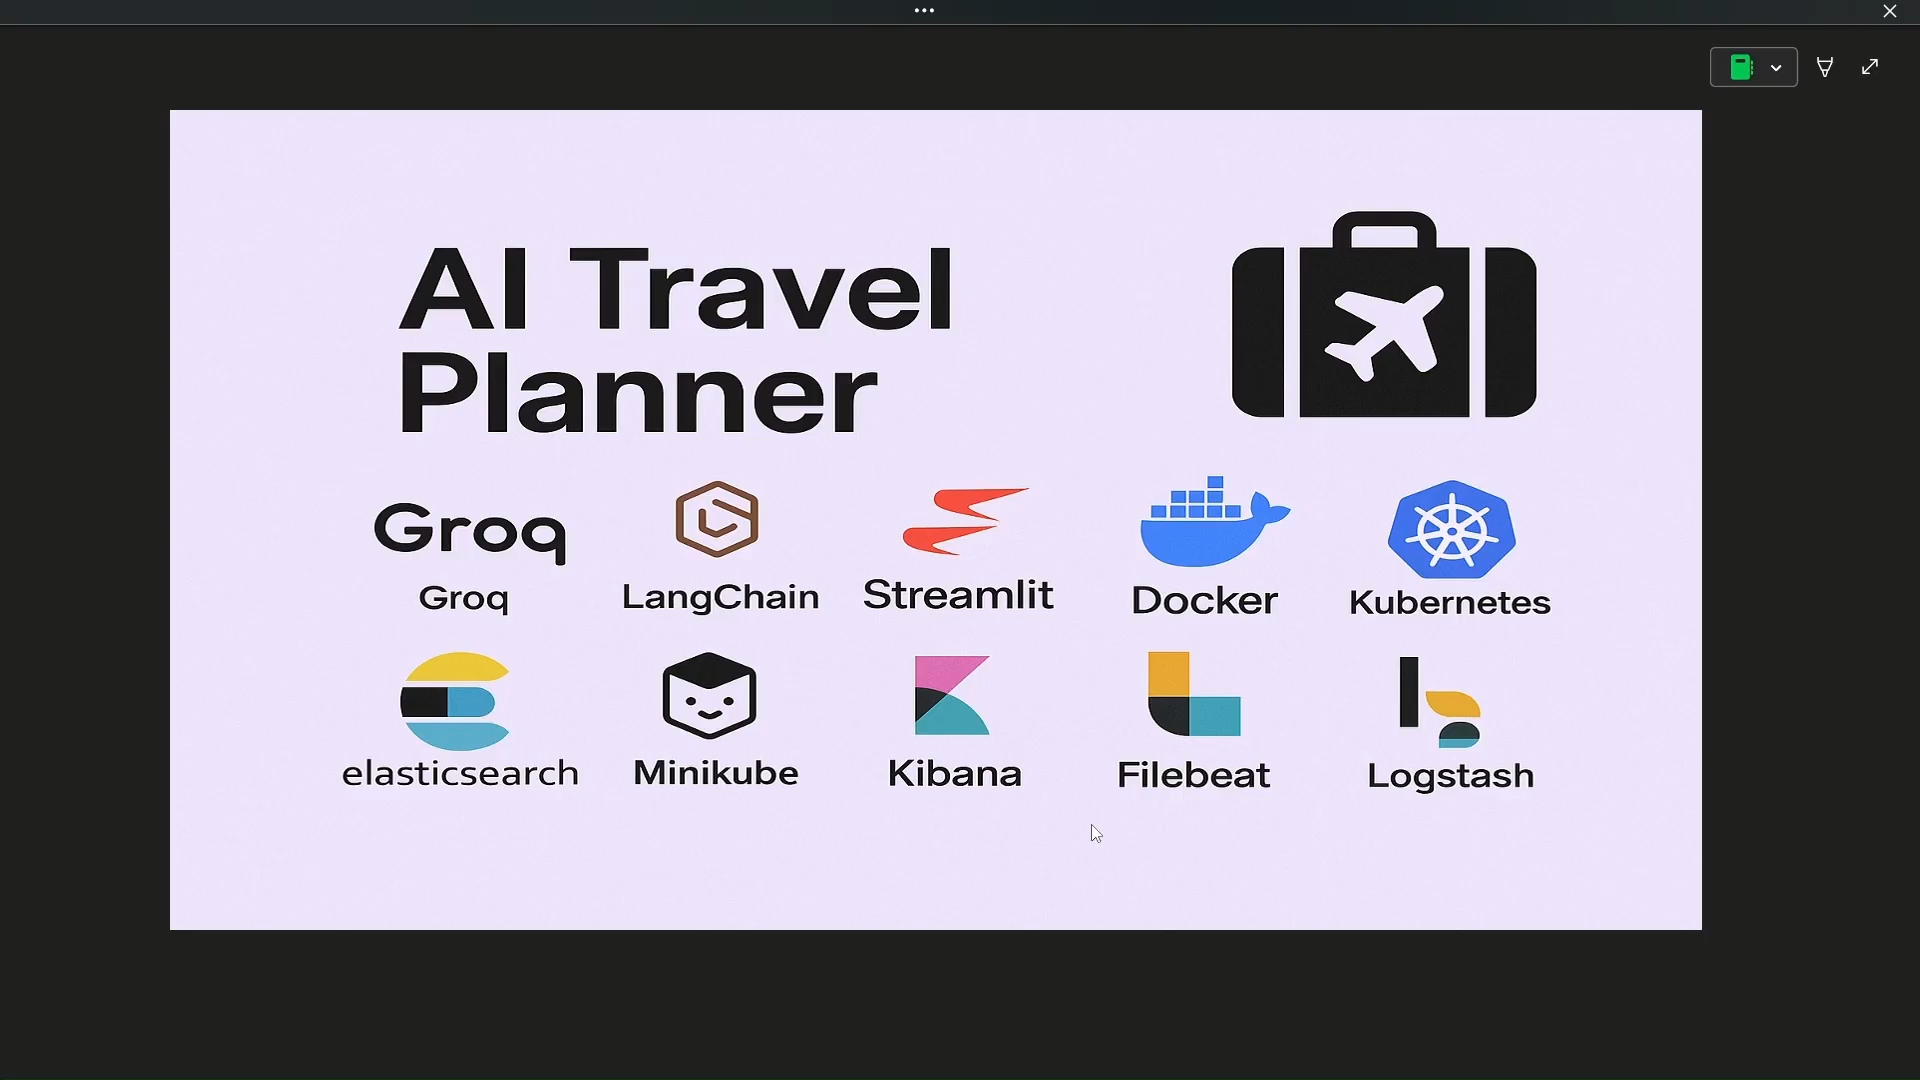 AI Travel
Planner
Groq
Groq
LangChain
Streamlit
Docker
Kubernetes
elasticsearch
Minikube
Kibana
Filebeat
Logstash